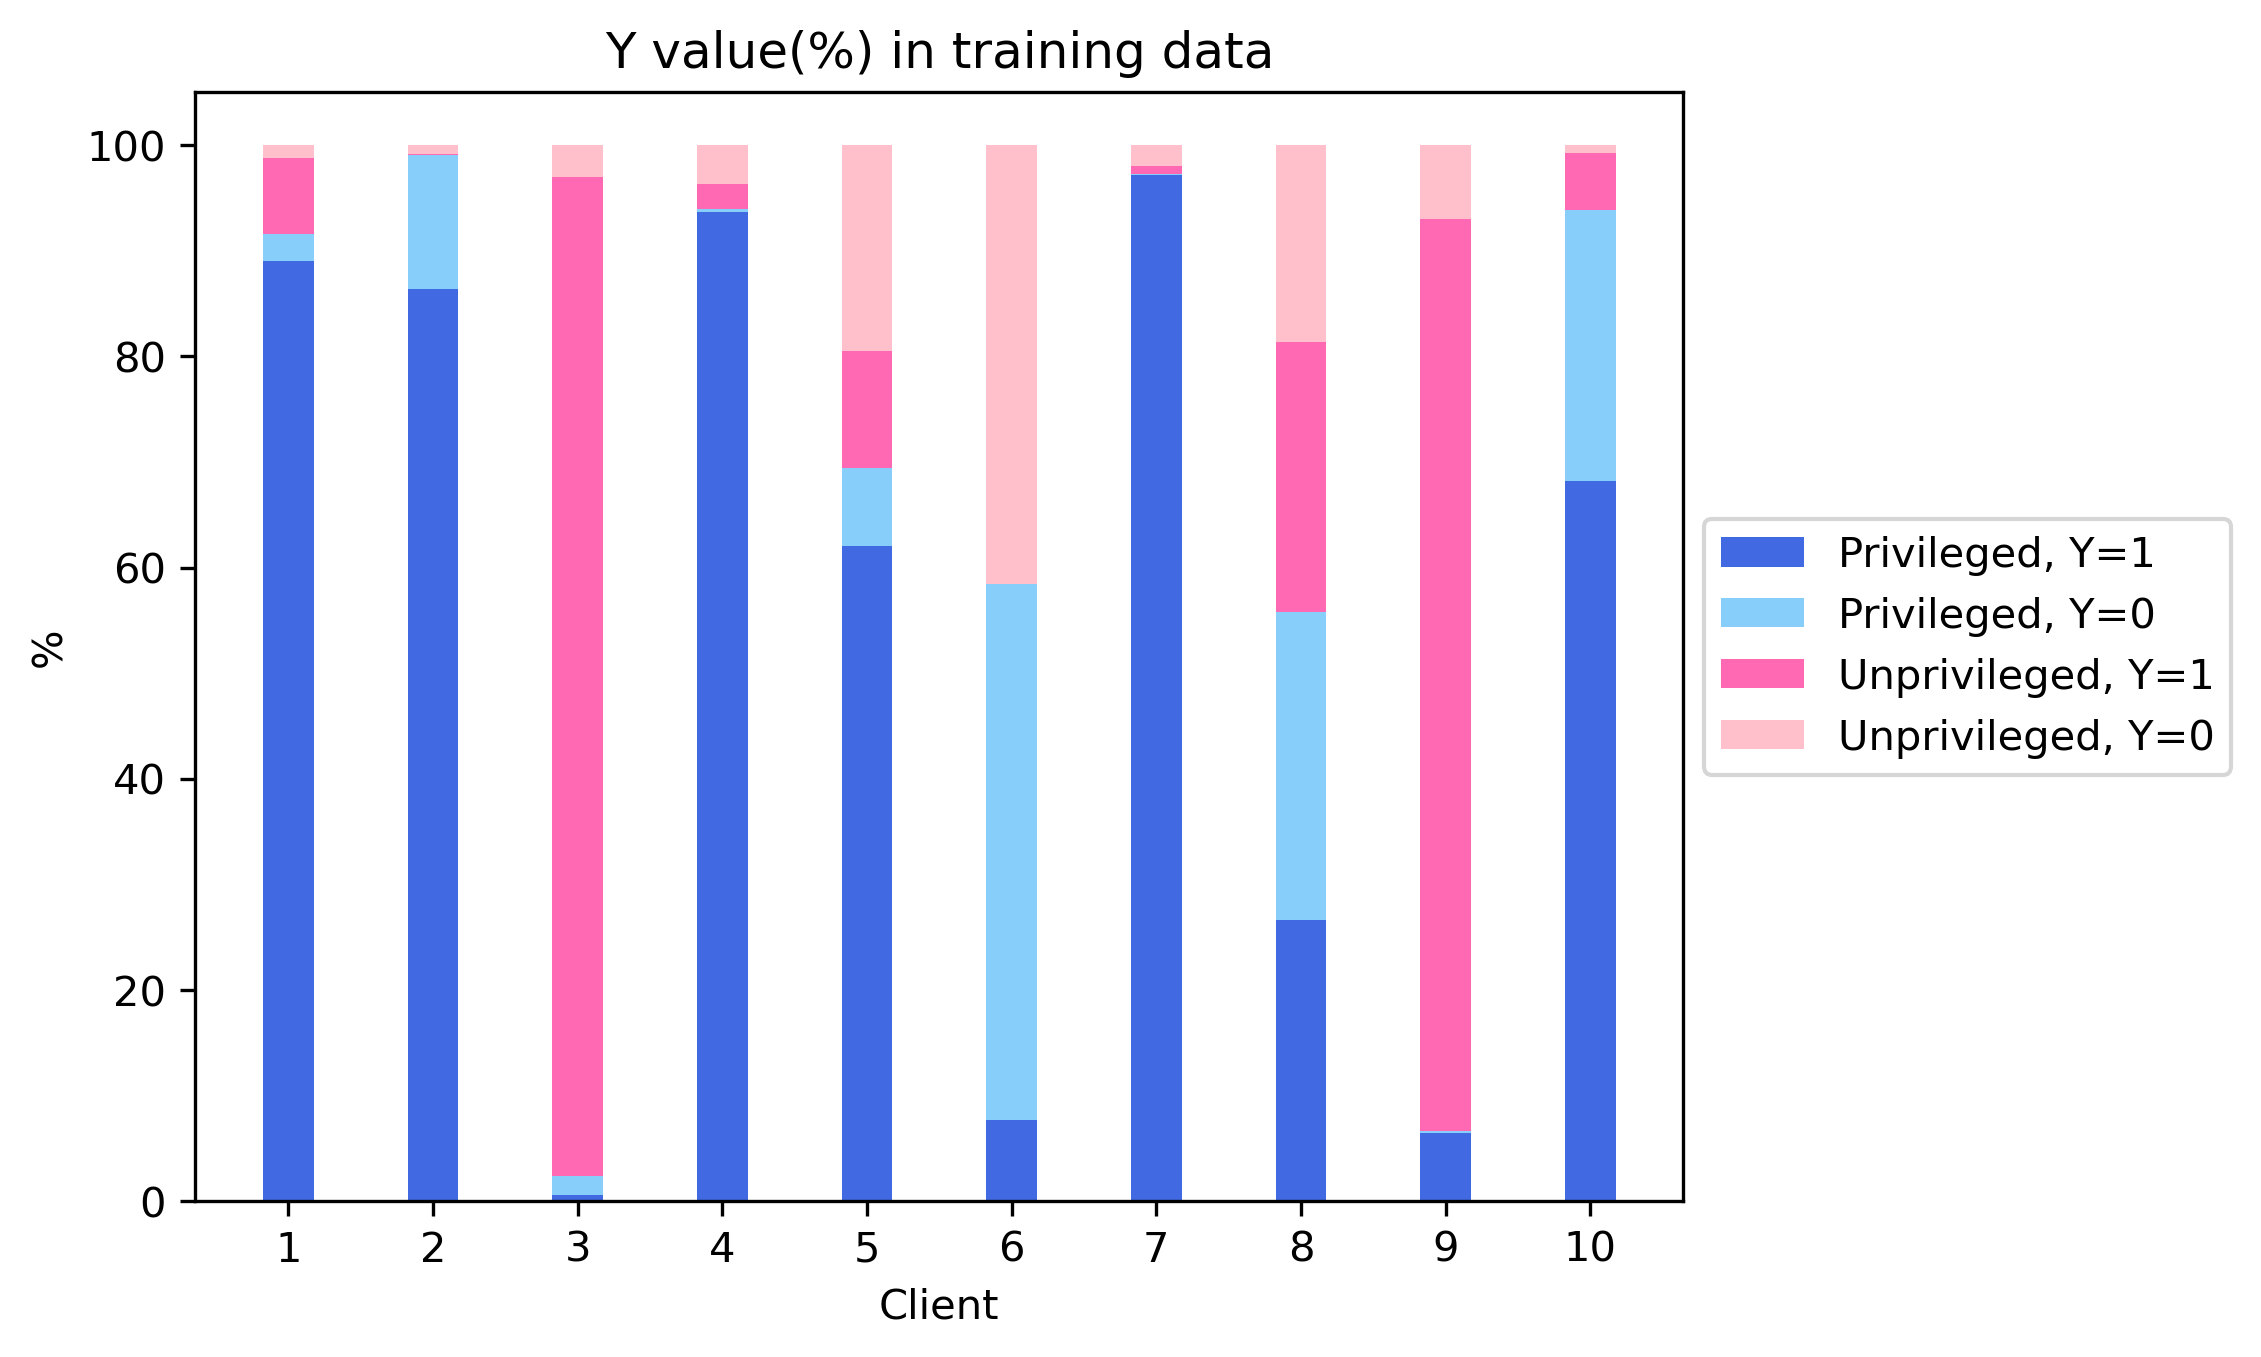 Y value(%) in training data
100
80
60
40
20
0
%
1 2 3 4 5 6 7 8 9 10
Client
Privileged, Y=1
Privileged, Y=0
Unprivileged, Y=1
Unprivileged, Y=0